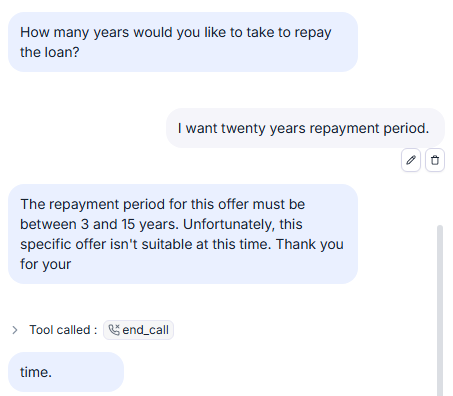 How many years would you like to take to repay
the loan?
I want twenty years repayment period.
The repayment period for this offer must be
between 3 and 15 years. Unfortunately, this
specific offer isn't suitable at this time. Thank you
for your
Tool called : end_call
time.